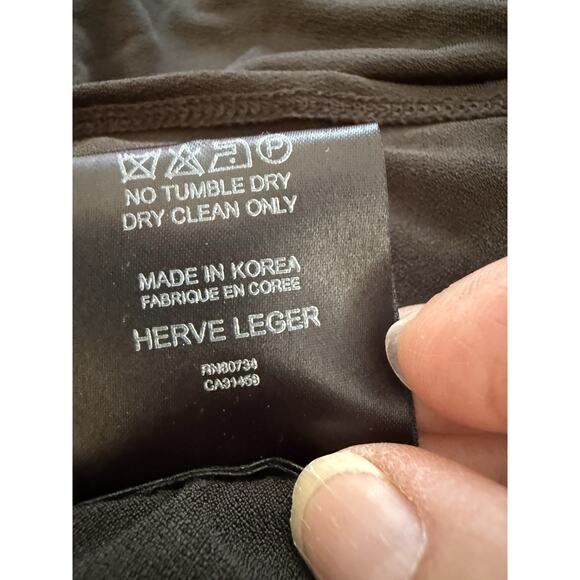 NO TUMBLE DRY
DRY CLEAN ONLY
MADE IN KOREA
FABRIQUE EN COREE
HERVE LEGER
RN80734
CA31459